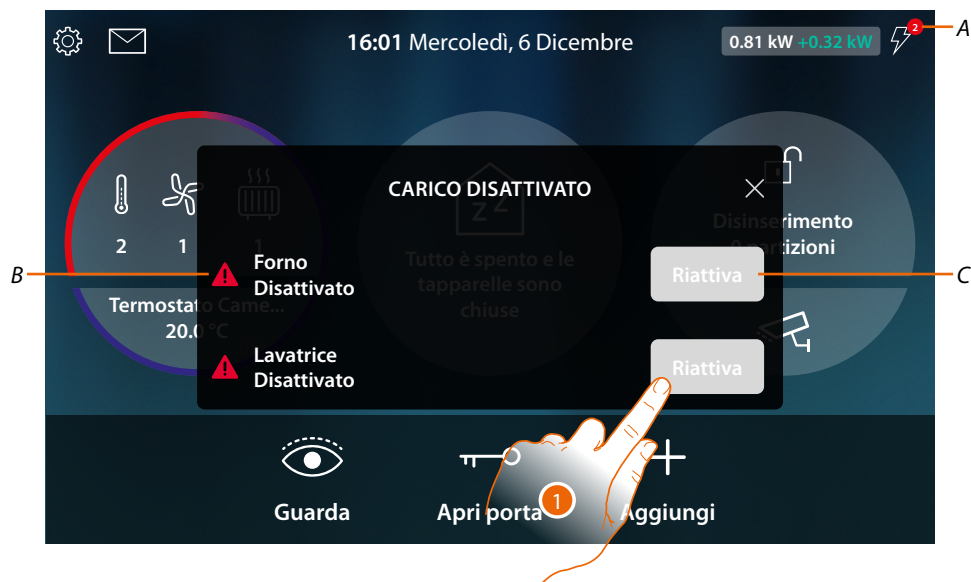 A
16:01 Mercoledì, 6 Dicembre
0.81 kW +0.32 kW
2
CARICO DISATTIVATO
Disinserimento
0 partizioni
2
1
1
zZ
B
Forno
Disattivato
Tutto è spento e le
tapparelle sono
chiuse
Riattiva
C
Termostato Came...
20.0 °C
Lavatrice
Disattivato
Riattiva
Guarda
Apri porta
1
Aggiungi